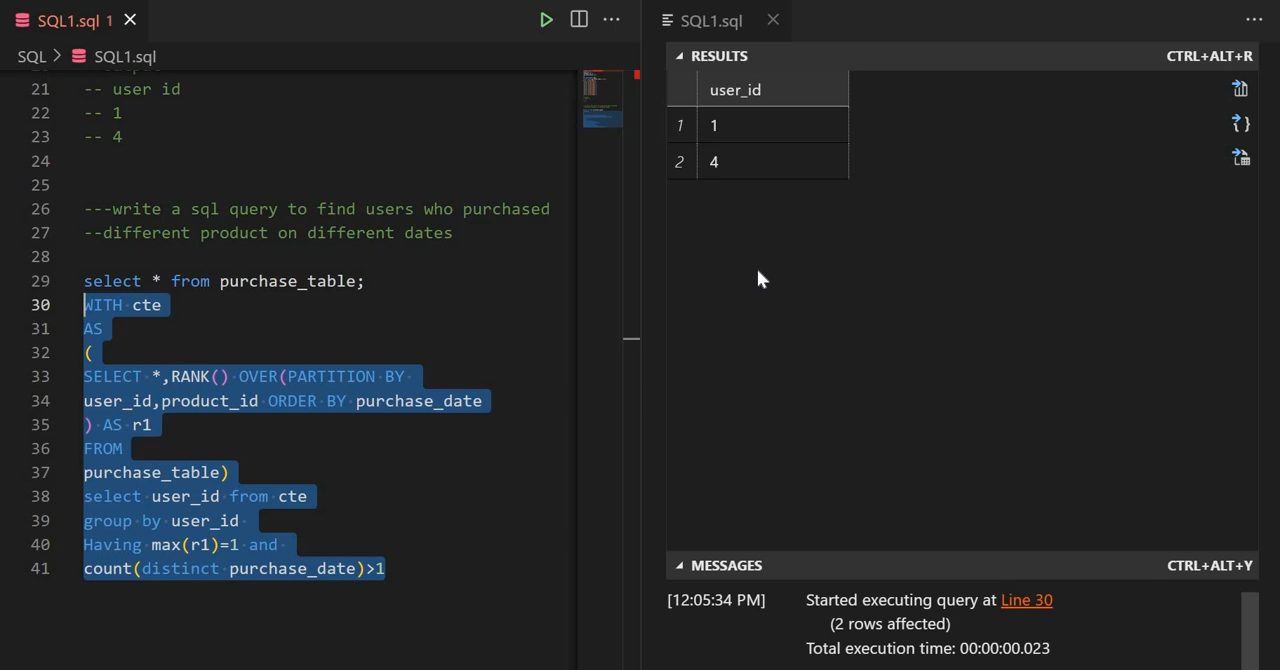 SQL1.sql 1
SQL > SQL1.sql
21 -- user id
22 -- 1
23 -- 4
24
25
26 ---write a sql query to find users who purchased
27 --different product on different dates
28
29 select * from purchase_table;
30 WITH cte
31 AS
32 (
33 SELECT *,RANK() OVER(PARTITION BY
34 user_id,product_id ORDER BY purchase_date
35 ) AS r1
36 FROM
37 purchase_table)
38 select user_id from cte
39 group by user_id
40 Having max(r1)=1 and
41 count(distinct purchase_date)>1
SQL1.sql
RESULTS CTRL+ALT+R
user_id
1 1
2 4
MESSAGES CTRL+ALT+Y
[12:05:34 PM] Started executing query at Line 30
(2 rows affected)
Total execution time: 00:00:00.023